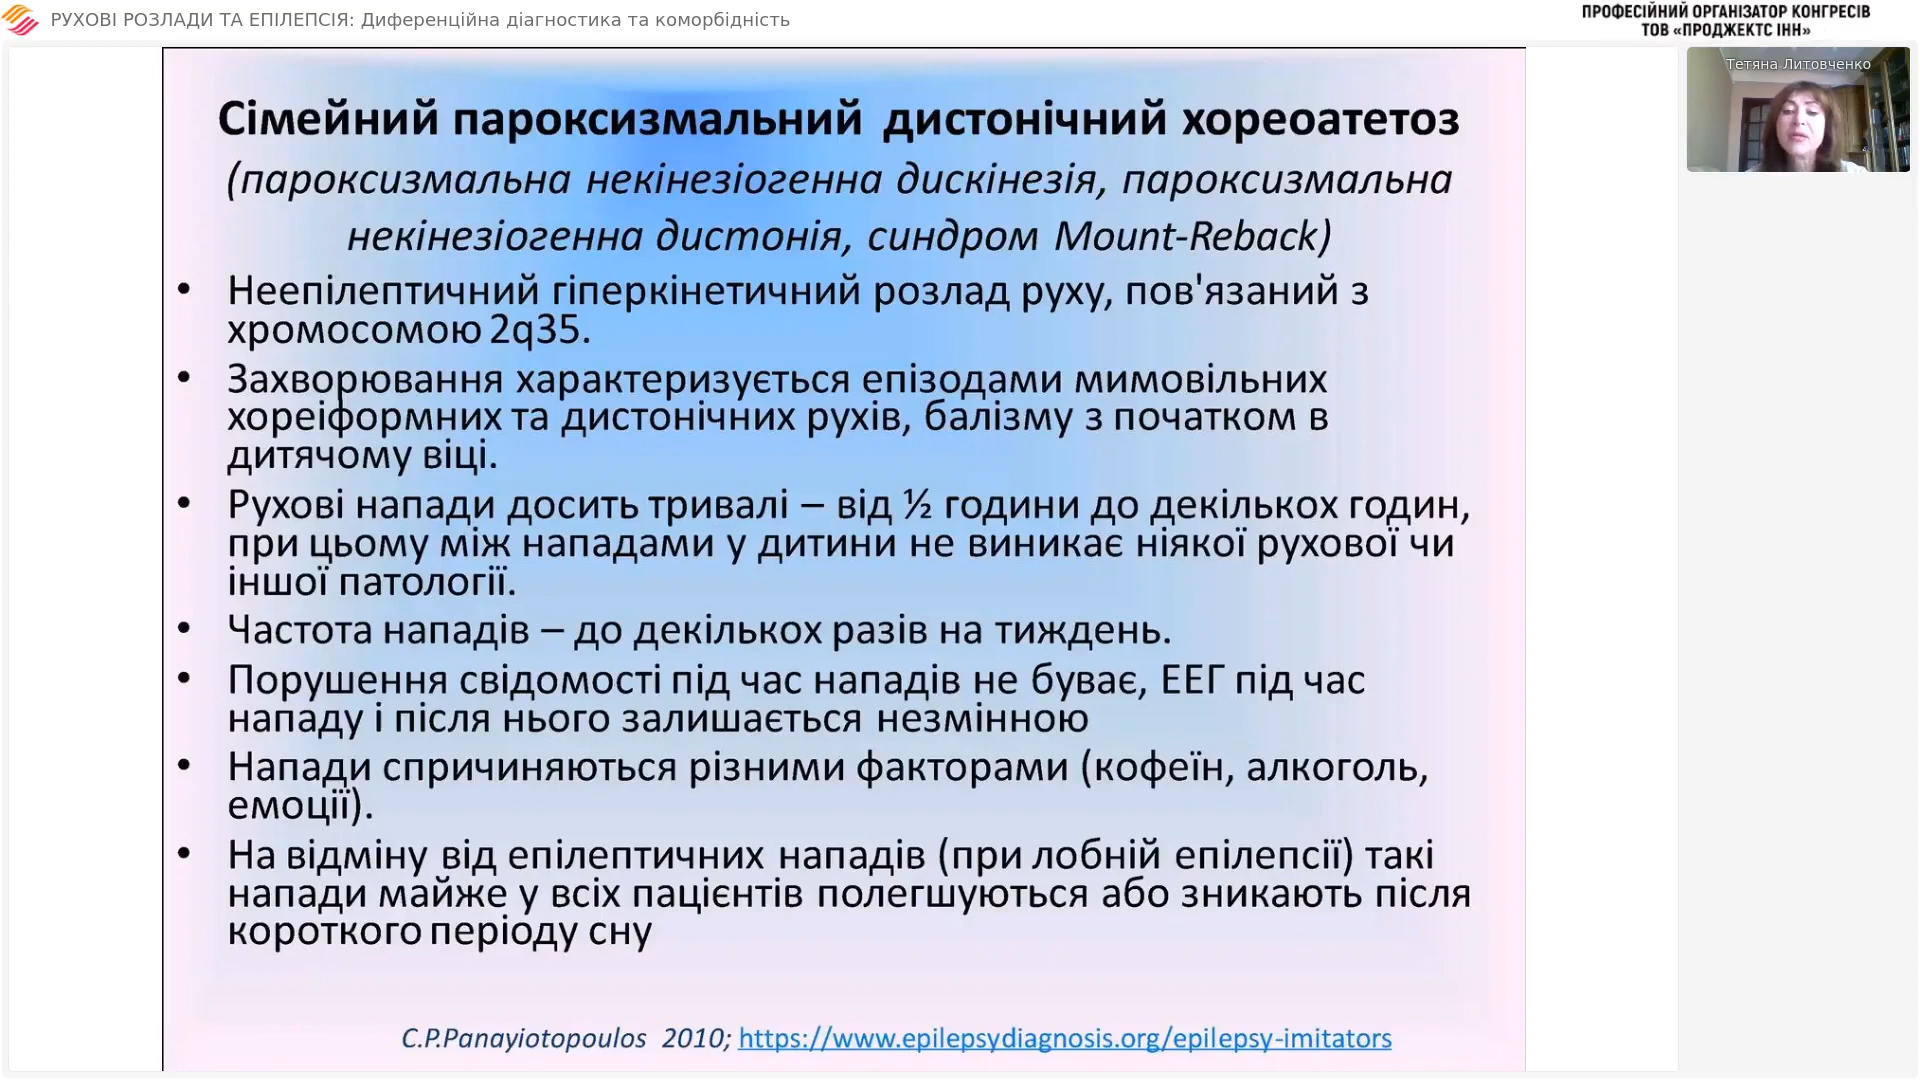 РУХОВІ РОЗЛАДИ ТА ЕПІЛЕПСІЯ: Диференційна діагностика та коморбідність
ПРОФЕСІЙНИЙ ОРГАНІЗАТОР КОНГРЕСІВ
ТОВ «ПРОДЖЕКТС ІНН»
Тетяна Литовченко
Сімейний пароксизмальний дистонічний хореоатетоз
(пароксизмальна некінезіогенна дискінезія, пароксизмальна
некінезіогенна дистонія, синдром Mount-Reback)
• Неепілептичний гіперкінетичний розлад руху, пов'язаний з
хромосомою 2q35.
• Захворювання характеризується епізодами мимовільних
хореіформних та дистонічних рухів, балізму з початком в
дитячому віці.
• Рухові напади досить тривалі – від ½ години до декількох годин,
при цьому між нападами у дитини не виникає ніякої рухової чи
іншої патології.
• Частота нападів – до декількох разів на тиждень.
• Порушення свідомості під час нападів не буває, ЕЕГ під час
нападу і після нього залишається незмінною
• Напади спричиняються різними факторами (кофеїн, алкоголь,
емоції).
• На відміну від епілептичних нападів (при лобній епілепсії) такі
напади майже у всіх пацієнтів полегшуються або зникають після
короткого періоду сну
C.P.Panayiotopoulos 2010; https://www.epilepsydiagnosis.org/epilepsy-imitators